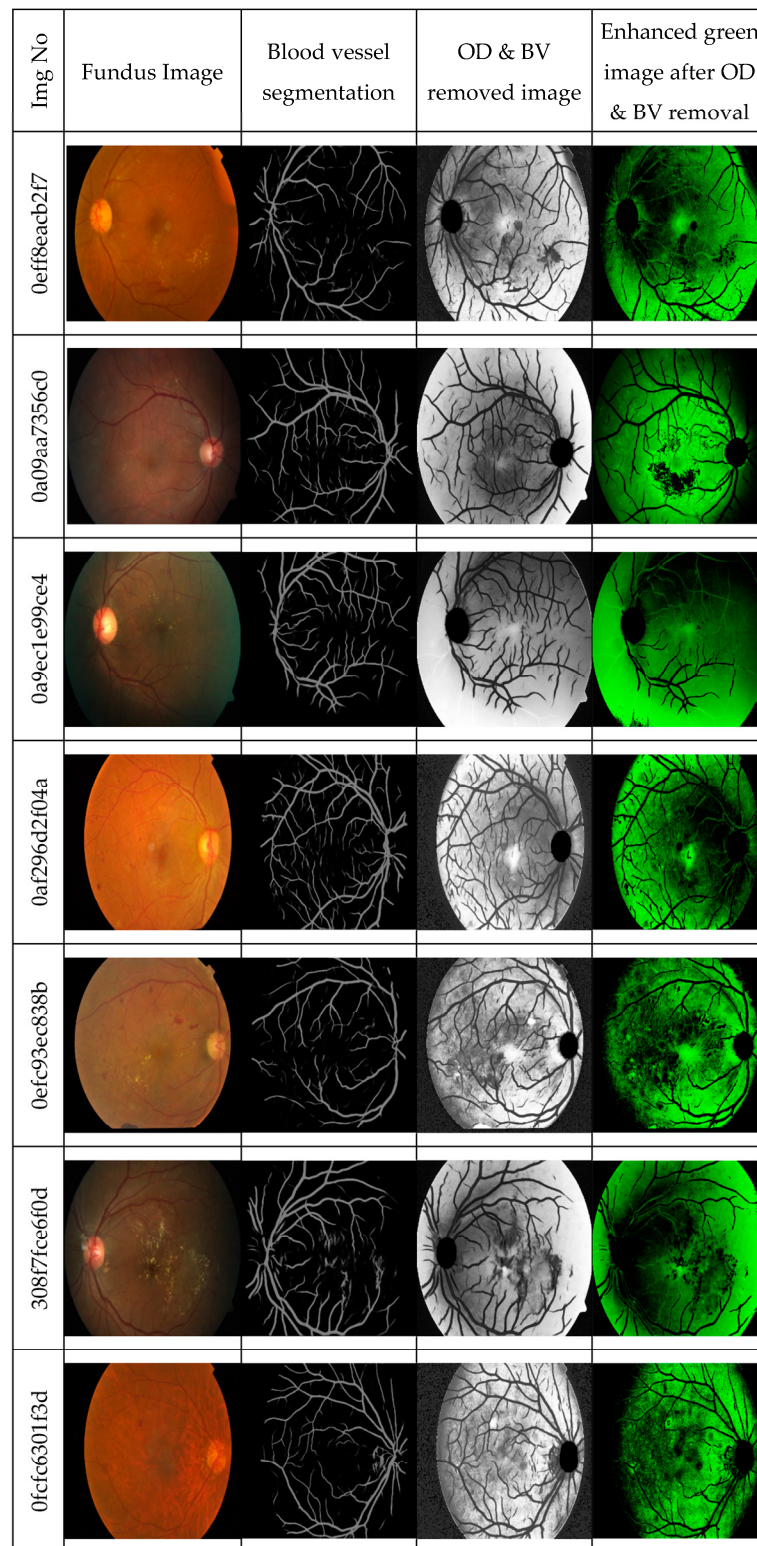 Img No
Fundus Image
Blood vessel
segmentation
OD & BV
removed image
Enhanced green
image after OD
& BV removal
0eff8eacb2f7
0a09aa7356c0
0a9ec1e99ce4
0af296d2f04a
0efc93ec838b
308f7fce6f0d
0fcfc6301f3d